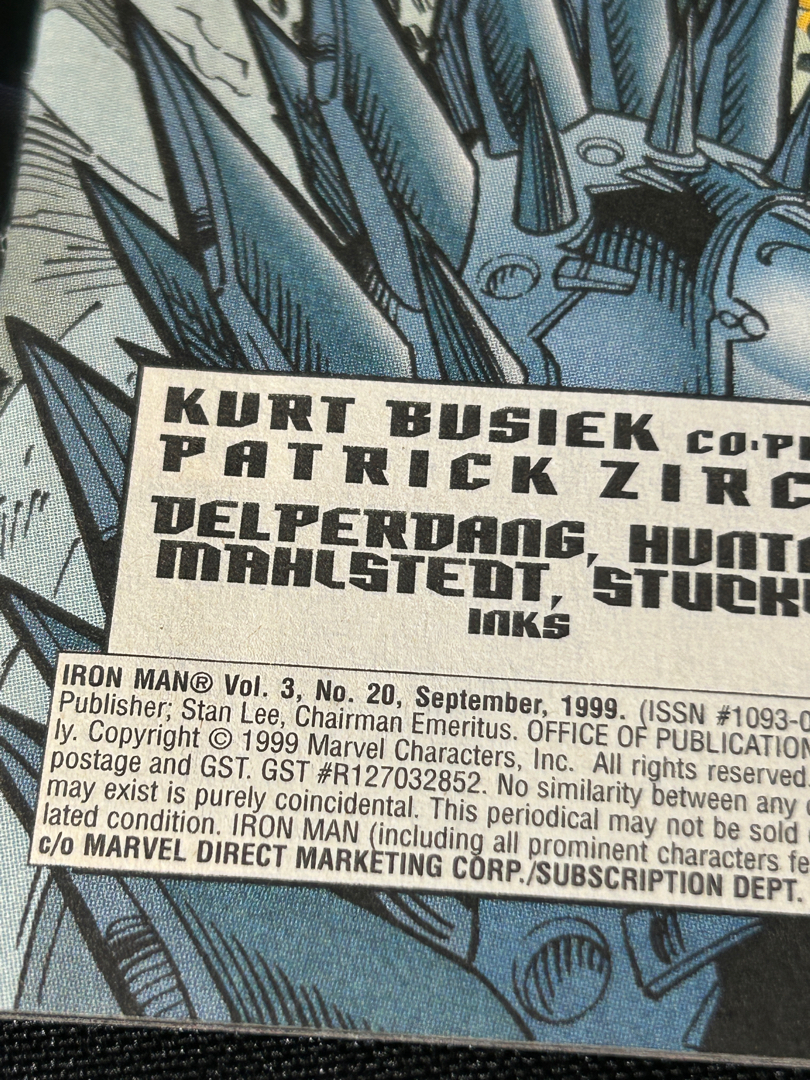 KURT BUSIEK CO·P
PATRICK ZIRC
DELPERDANG, HUNT
MAHLSTEDT, STUCK
INKS
IRON MAN® Vol. 3, No. 20, September, 1999. (ISSN #1093-
Publisher; Stan Lee, Chairman Emeritus. OFFICE OF PUBLICATION
ly. Copyright © 1999 Marvel Characters, Inc. All rights reserved.
postage and GST. GST #R127032852. No similarity between any
may exist is purely coincidental. This periodical may not be sold
lated condition. IRON MAN (including all prominent characters fe
c/o MARVEL DIRECT MARKETING CORP./SUBSCRIPTION DEPT.